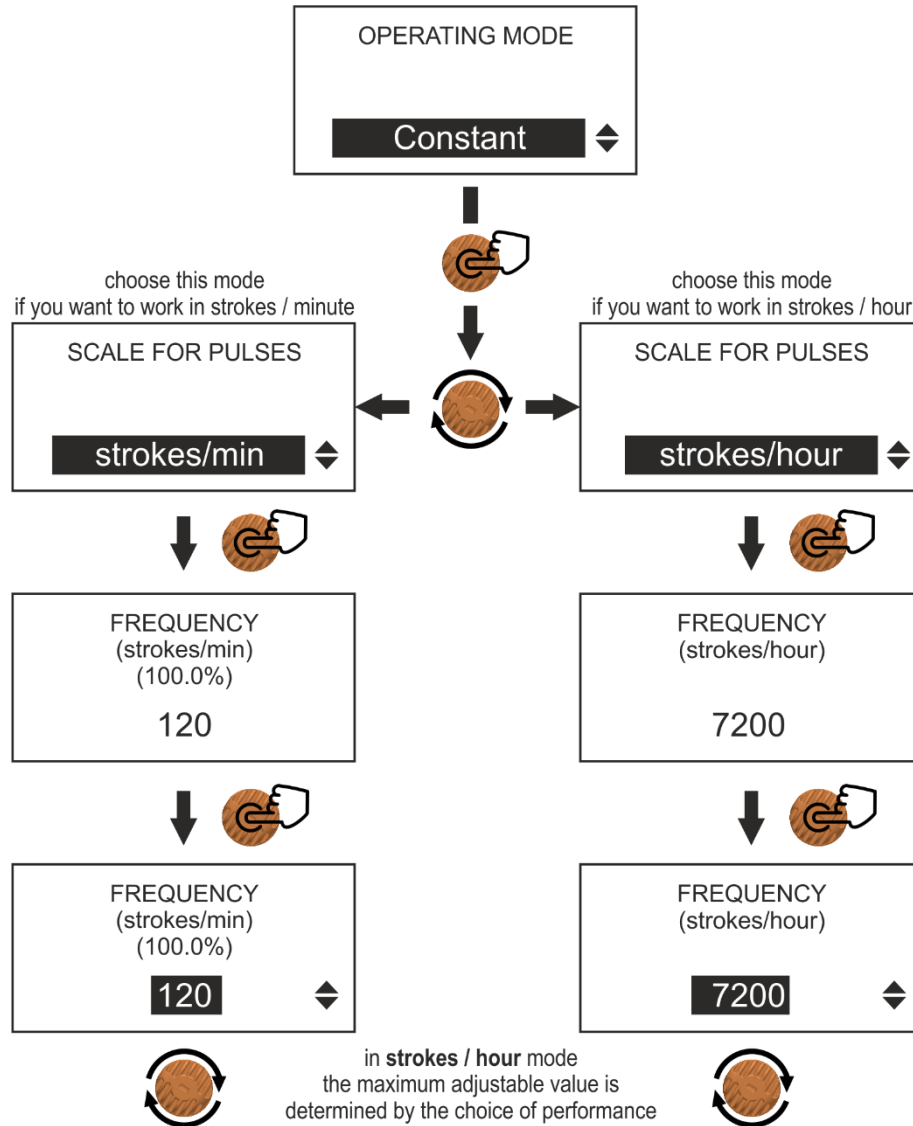 OPERATING MODE
Constant
choose this mode
if you want to work in strokes / minute
SCALE FOR PULSES
strokes/min
choose this mode
if you want to work in strokes / hour
SCALE FOR PULSES
strokes/hour
FREQUENCY
(strokes/min)
(100.0%)
120
FREQUENCY
(strokes/hour)
7200
FREQUENCY
(strokes/min)
(100.0%)
120
FREQUENCY
(strokes/hour)
7200
in strokes / hour mode
the maximum adjustable value is
determined by the choice of performance